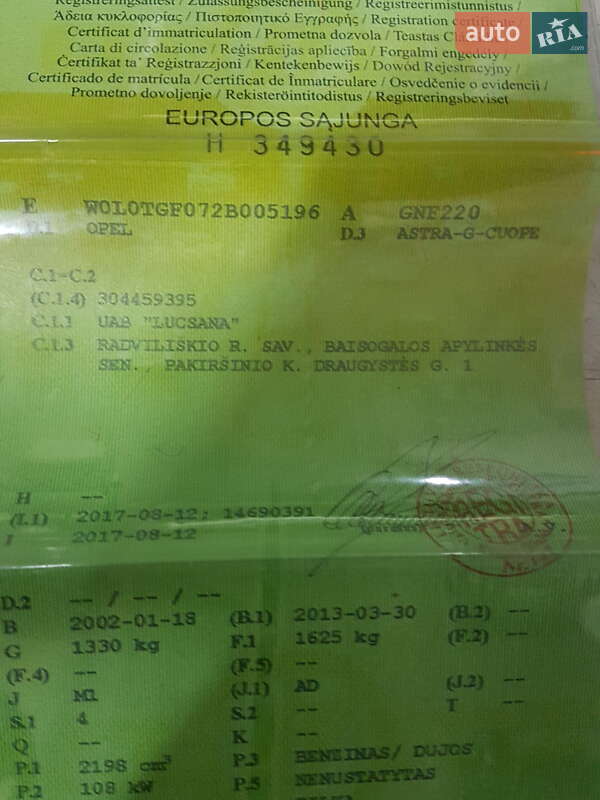 Registreringsattest / Zulassungsbescheinigung / Registreerimistunnistus /
Άδεια κυκλοφορίας / Πιστοποιητικό Εγγραφής / Registration certificate /
Certificat d'immatriculation / Prometna dozvola / Teastas Clá
Carta di circolazione / Reģistrācijas apliecība / Forgalmi engedély /
Ċertifikat ta' Reġistrazzjoni / Kentekenbewijs / Dowód Rejestracyjny /
Certificado de matrícula / Certificat de Înmatriculare / Osvedčenie o evidencii /
Prometno dovoljenje / Rekisteröintitodistus / Registreringsbeviset
auto RIA .com
EUROPOS SĄJUNGA
H 349430
E W0L0TGF072B005196 A GNF220
D.1 OPEL D.3 ASTRA-G-CUOPE
C.1-C.2
(C.1.4) 304459395
C.1.1 UAB "LUCSANA"
C.1.3 RADVILIŠKIO R. SAV., BAISOGALOS APYLINKĖS
SEN., PAKIRŠINIO K. DRAUGYSTĖS G. 1
H --
(I.1) 2017-08-12; 14690391
I 2017-08-12
D.2 -- / -- / --
B 2002-01-18 (B.1) 2013-03-30 (B.2) --
G 1330 kg F.1 1625 kg (F.2) --
(F.4) -- (F.5) --
J M1 (J.1) AD (J.2) --
S.1 4 S.2 -- T --
Q -- K --
P.1 2198 cm³ P.3 BENZINAS/ DUJOS
P.2 108 kW P.5 NENUSTATYTAS